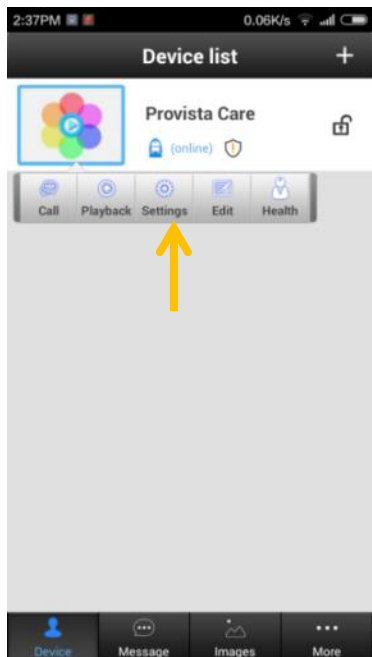 2:37PM 0.06K/s
Device list +
Provista Care
(online)
Call Playback Settings Edit Health
Device Message Images More